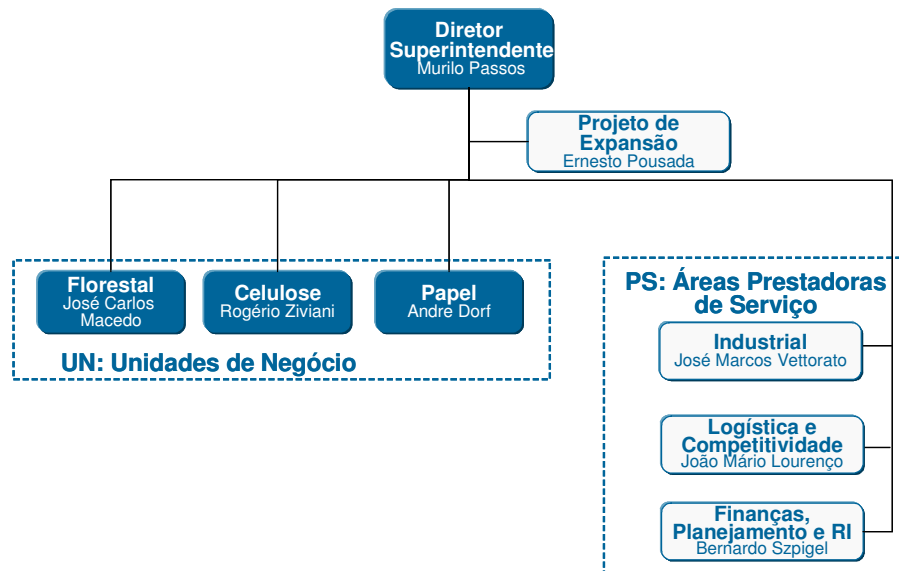 Diretor
Superintendente
Murilo Passos
Projeto de
Expansão
Ernesto Pousada
Florestal
José Carlos
Macedo
Celulose
Rogério Ziviani
Papel
André Dorf
UN: Unidades de Negócio
PS: Áreas Prestadoras
de Serviço
Industrial
José Marcos Vettorato
Logística e
Competitividade
João Mário Lourenço
Finanças,
Planejamento e RI
Bernardo Szpigel